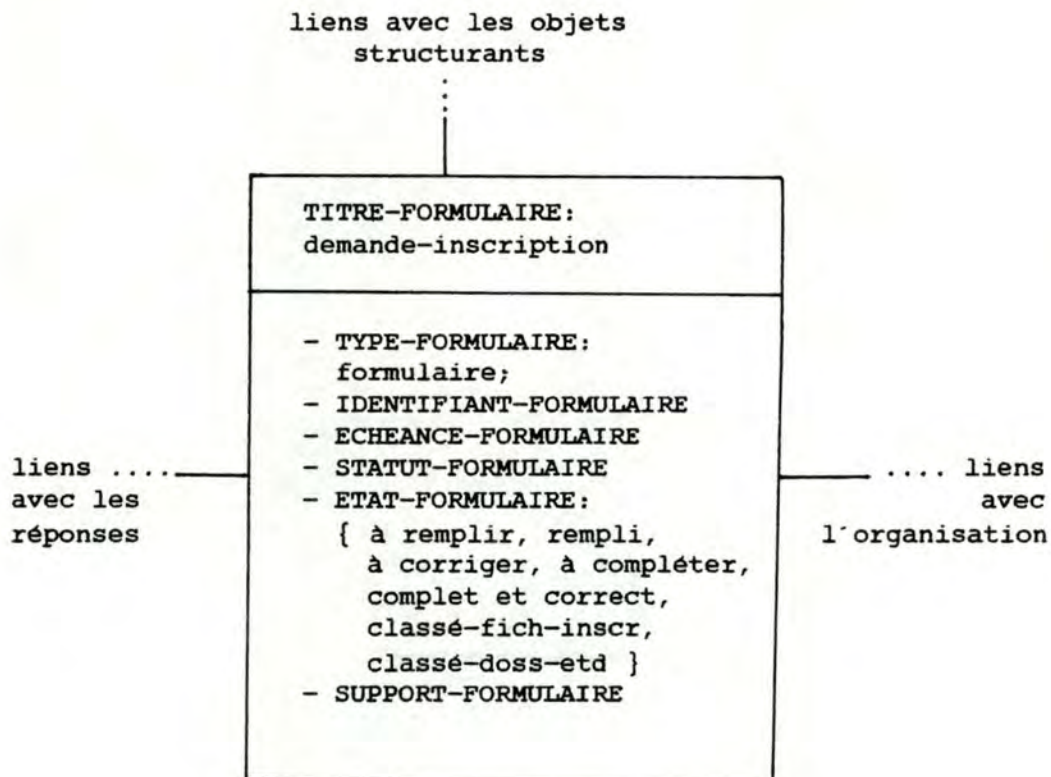 liens avec les objets
structurants
TITRE-FORMULAIRE:
demande-inscription
- TYPE-FORMULAIRE:
formulaire;
- IDENTIFIANT-FORMULAIRE
- ECHEANCE-FORMULAIRE
- STATUT-FORMULAIRE
- ETAT-FORMULAIRE:
{ à remplir, rempli,
à corriger, à compléter,
complet et correct,
classé-fich-inscr,
classé-doss-etd }
- SUPPORT-FORMULAIRE
liens ....
avec les
réponses
.... liens
avec
l'organisation